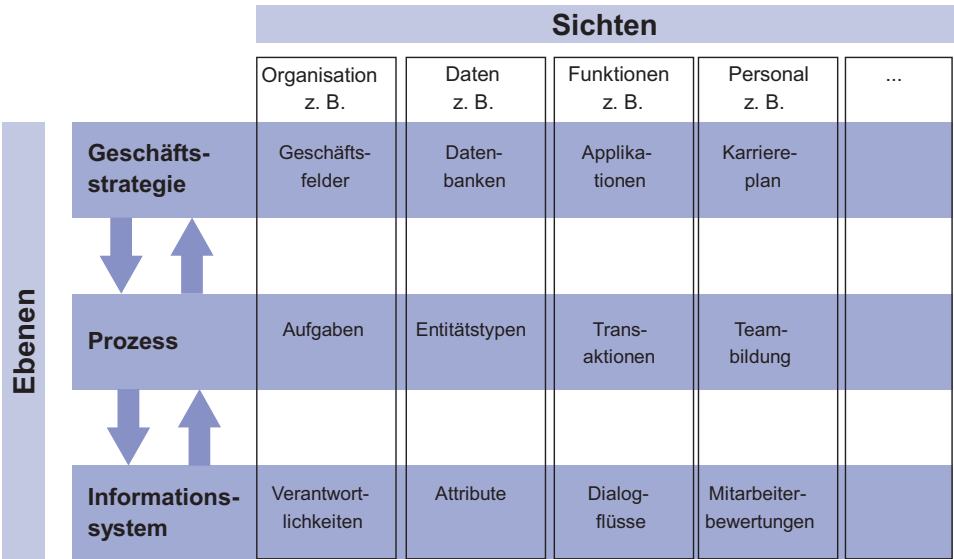 Sichten
Organisation
z. B.
Daten
z. B.
Funktionen
z. B.
Personal
z. B.
...
Ebenen
Geschäfts-
strategie
Geschäfts-
felder
Daten-
banken
Applika-
tionen
Karriere-
plan
Prozess
Aufgaben
Entitätstypen
Trans-
aktionen
Team-
bildung
Informations-
system
Verantwort-
lichkeiten
Attribute
Dialog-
flüsse
Mitarbeiter-
bewertungen